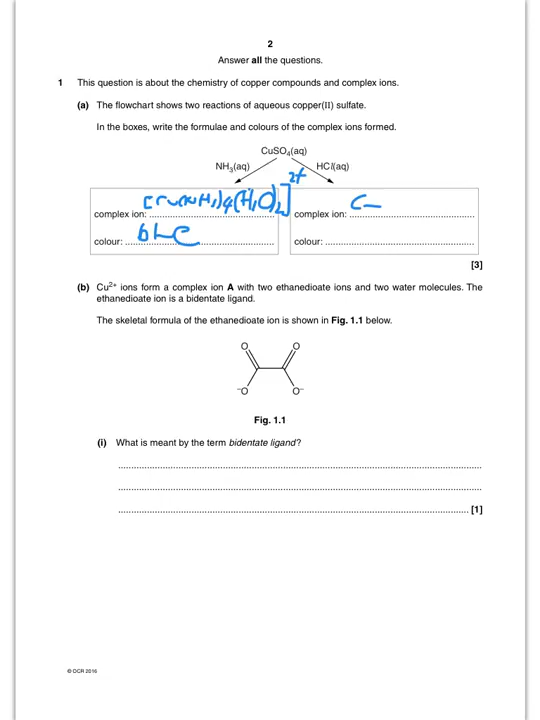 2
Answer all the questions.
1 This question is about the chemistry of copper compounds and complex ions.
(a) The flowchart shows two reactions of aqueous copper(II) sulfate.
In the boxes, write the formulae and colours of the complex ions formed.
CuSO₄(aq)
NH₃(aq) HCl(aq)
complex ion: [Cu(NH₃)₄(H₂O)₂]²⁺
colour:
complex ion: C
colour:
[3]
(b) Cu²⁺ ions form a complex ion A with two ethanedioate ions and two water molecules. The
ethanedioate ion is a bidentate ligand.
The skeletal formula of the ethanedioate ion is shown in Fig. 1.1 below.
O O
⁻O O⁻
Fig. 1.1
(i) What is meant by the term bidentate ligand?
[1]
© OCR 2016